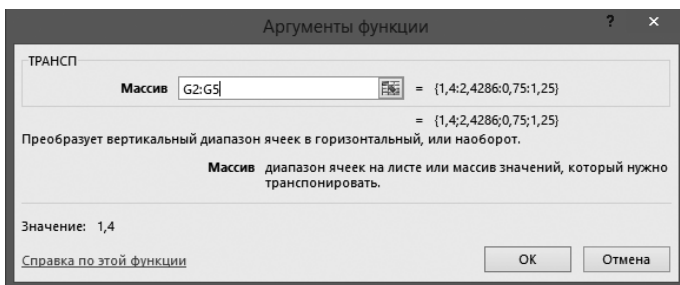 Аргументы функции ? ×
ТРАНСП
Массив G2:G5 = {1,4:2,4286:0,75:1,25}
= {1,4;2,4286;0,75;1,25}
Преобразует вертикальный диапазон ячеек в горизонтальный, или наоборот.
Массив диапазон ячеек на листе или массив значений, который нужно
транспонировать.
Значение: 1,4
Справка по этой функции ОК Отмена